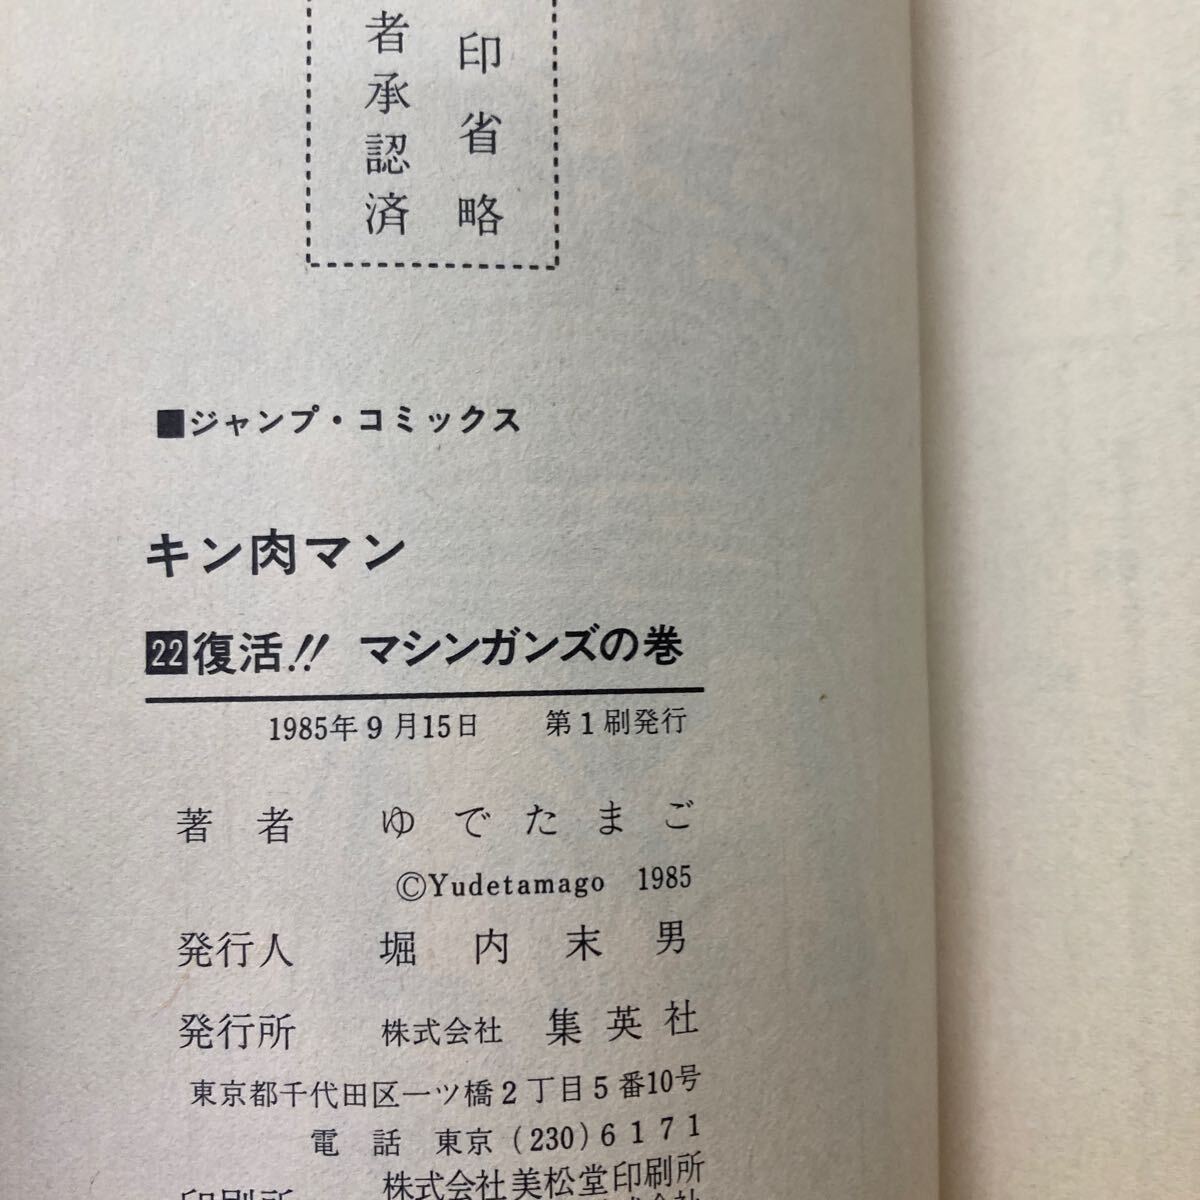 印省略
者承認済
■ジャンプ・コミックス
キン肉マン
22復活!! マシンガンズの巻
1985年9月15日 第1刷発行
著者 ゆでたまご
©Yudetamago 1985
発行人 堀内末男
発行所 株式会社 集英社
東京都千代田区一ツ橋2丁目5番10号
電話 東京(230)6171
印刷所 株式会社美松堂印刷所